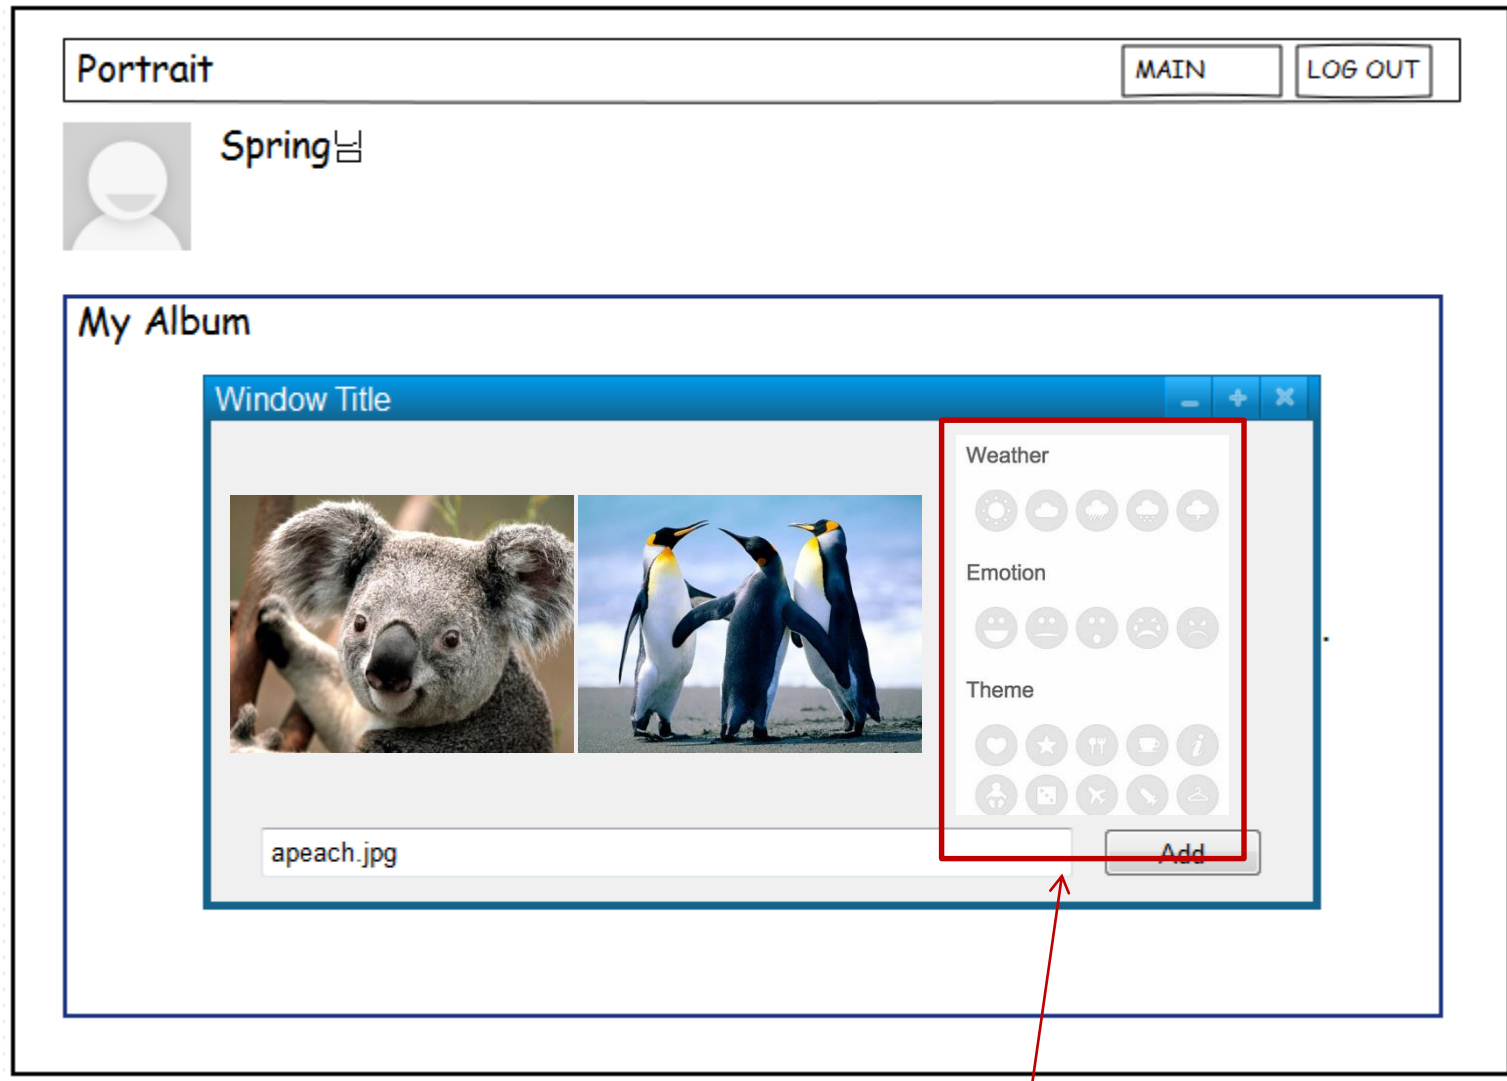 Portrait
MAIN
LOG OUT
Spring님
My Album
Window Title
Weather
Emotion
Theme
apeach.jpg
Add